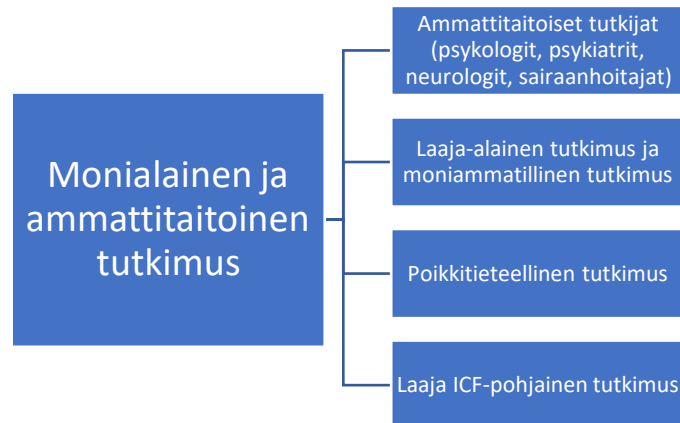 Monialainen ja
ammattitaitoinen
tutkimus
Ammattitaitoiset tutkijat
(psykologit, psykiatrit,
neurologit, sairaanhoitajat)
Laaja-alainen tutkimus ja
moniammatillinen tutkimus
Poikkitieteellinen tutkimus
Laaja ICF-pohjainen tutkimus